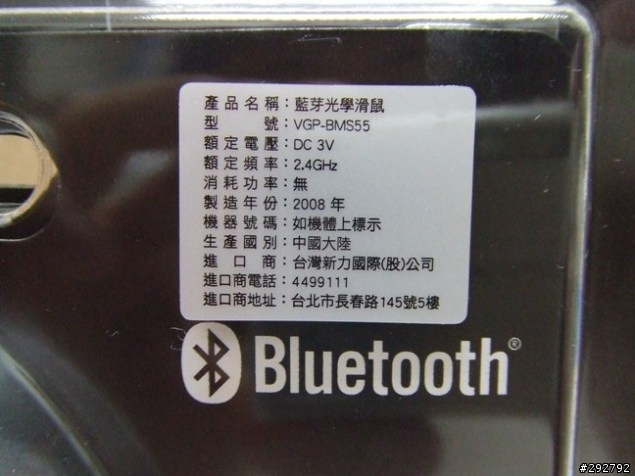 產品名稱：藍芽光學滑鼠
型號：VGP-BMS55
額定電壓：DC 3V
額定頻率：2.4GHz
消耗功率：無
製造年份：2008 年
機器號碼：如機體上標示
生產國別：中國大陸
進口商：台灣新力國際(股)公司
進口商電話：4499111
進口商地址：台北市長春路145號5樓
Bluetooth®
#292792